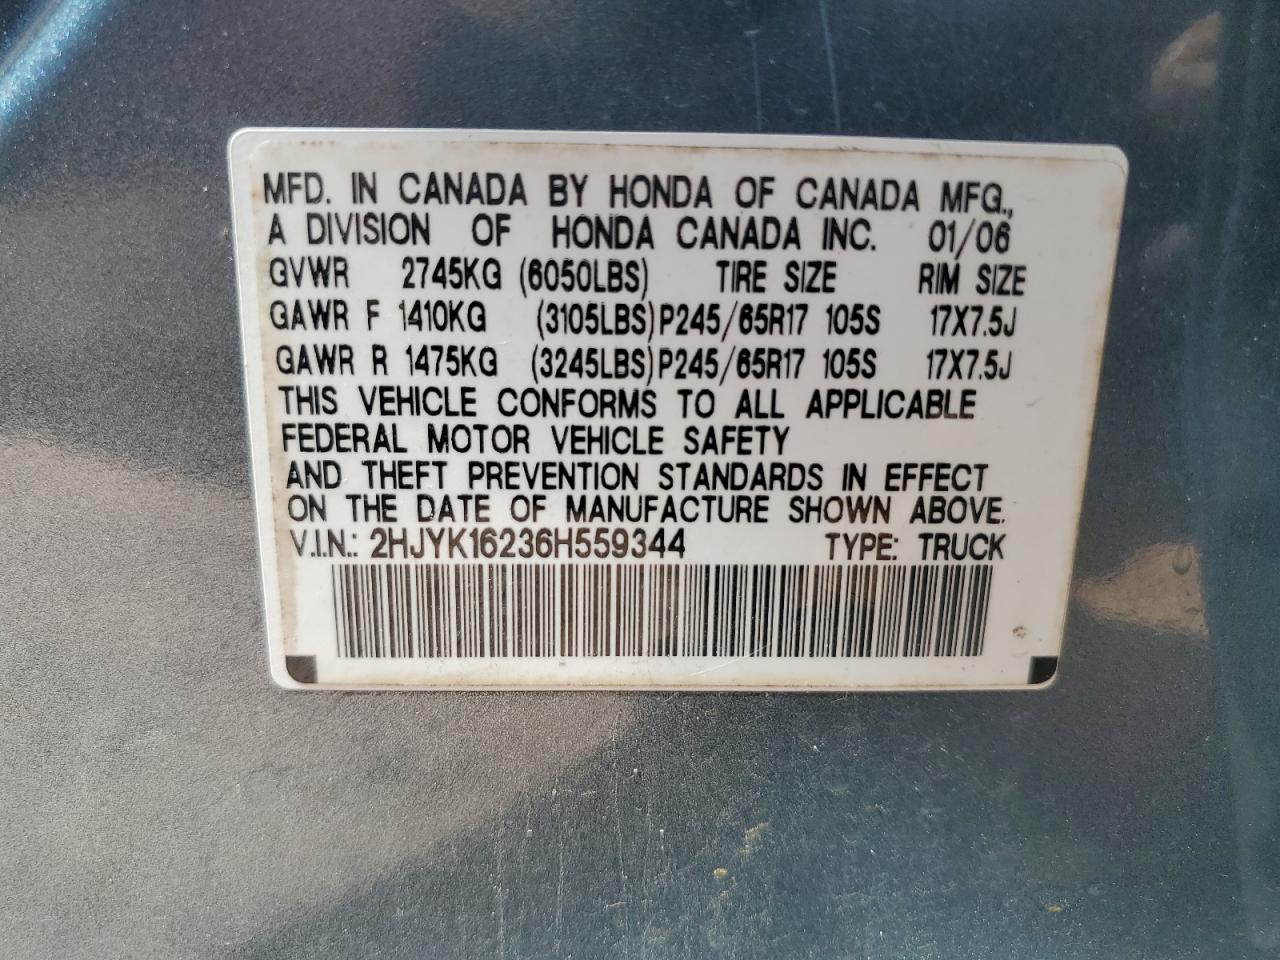 MFD. IN CANADA BY HONDA OF CANADA MFG.,
A DIVISION OF HONDA CANADA INC. 01/06
GVWR 2745KG (6050LBS) TIRE SIZE RIM SIZE
GAWR F 1410KG (3105LBS) P245/65R17 105S 17X7.5J
GAWR R 1475KG (3245LBS) P245/65R17 105S 17X7.5J
THIS VEHICLE CONFORMS TO ALL APPLICABLE
FEDERAL MOTOR VEHICLE SAFETY
AND THEFT PREVENTION STANDARDS IN EFFECT
ON THE DATE OF MANUFACTURE SHOWN ABOVE.
V.I.N.: 2HJYK16236H559344 TYPE: TRUCK